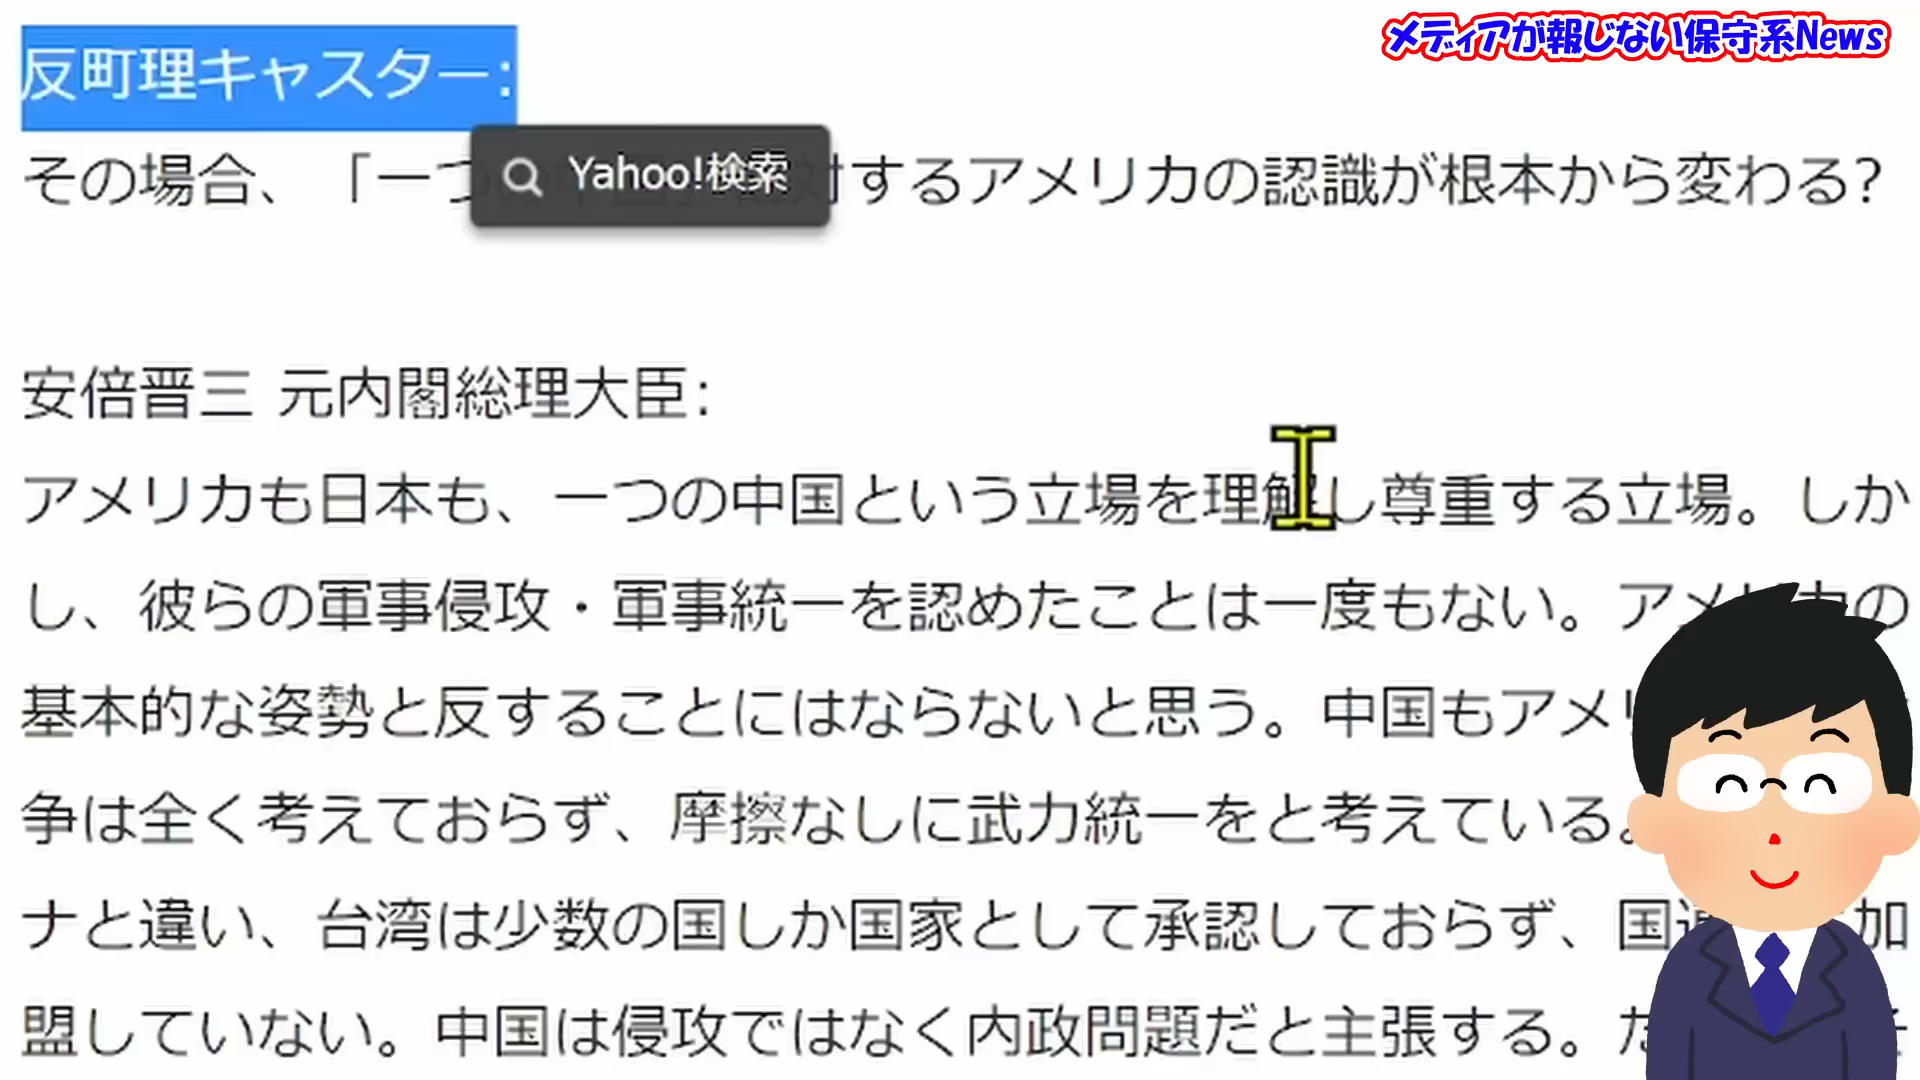 メディアが報じない保守系News
反町理キャスター:
その場合、「一つ
Yahoo!検索
するアメリカの認識が根本から変わる?
安倍晋三 元内閣総理大臣:
アメリカも日本も、一つの中国という立場を理解し尊重する立場。しか
し、彼らの軍事侵攻・軍事統一を認めたことは一度もない。アメリカの
基本的な姿勢と反することにはならないと思う。中国もアメリ
争は全く考えておらず、摩擦なしに武力統一をと考えている。
ナと違い、台湾は少数の国しか国家として承認しておらず、国連 加
盟していない。中国は侵攻ではなく内政問題だと主張する。だ